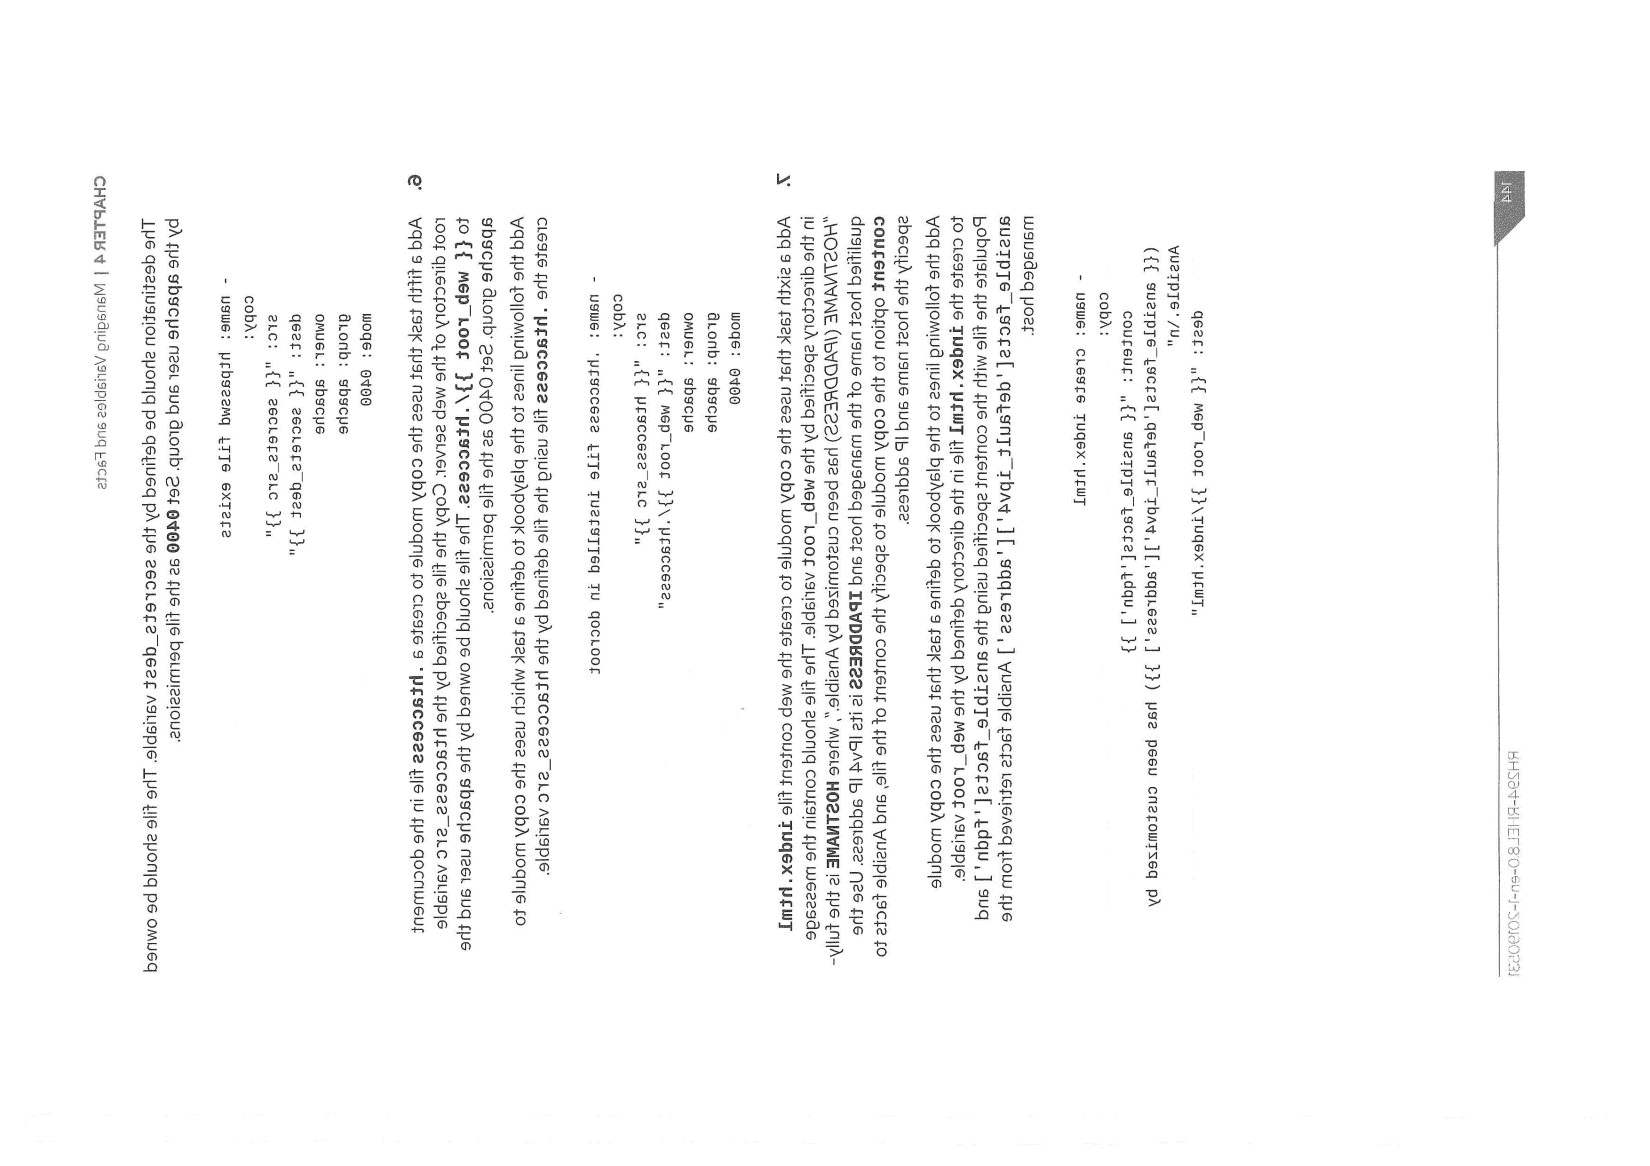 CHAPTER 4 | Managing Variables and Facts
The destination should be defined by the secrets_dest variable. The file should be owned
by the apache user and group. Set 0400 as the file permissions.
- name: htpasswd file exists
copy:
src: "{{ secrets_src }}"
dest: "{{ secrets_dest }}"
owner: apache
group: apache
mode: 0400
6. Add a fifth task that uses the copy module to create a .htaccess file in the document
root directory of the web server. Copy the file specified by the htaccess_src variable
to {{ web_root }}/.htaccess. The file should be owned by the apache user and the
apache group. Set 0400 as the file permissions.
Add the following lines to the playbook to define a task which uses the copy module to
create the .htaccess file using the file defined by the htaccess_src variable.
- name: .htaccess file installed in docroot
copy:
src: "{{ htaccess_src }}"
dest: "{{ web_root }}/.htaccess"
owner: apache
group: apache
mode: 0400
7. Add a sixth task that uses the copy module to create the web content file index.html
in the directory specified by the web_root variable. The file should contain the message
"HOSTNAME (IPADDRESS) has been customized by Ansible.", where HOSTNAME is the fully-
qualified host name of the managed host and IPADDRESS is its IPv4 IP address. Use the
content option to the copy module to specify the content of the file, and Ansible facts to
specify the host name and IP address.
Add the following lines to the playbook to define a task that uses the copy module
to create the index.html file in the directory defined by the web_root variable.
Populate the file with the content specified using the ansible_facts['fqdn'] and
ansible_facts['default_ipv4']['address'] Ansible facts retrieved from the
managed host.
- name: create index.html
copy:
content: "{{ ansible_facts['fqdn'] }}
({{ ansible_facts['default_ipv4']['address'] }}) has been customized by
Ansible.\n"
dest: "{{ web_root }}/index.html"
144
RH294-RHEL8.0-en-1-20190531